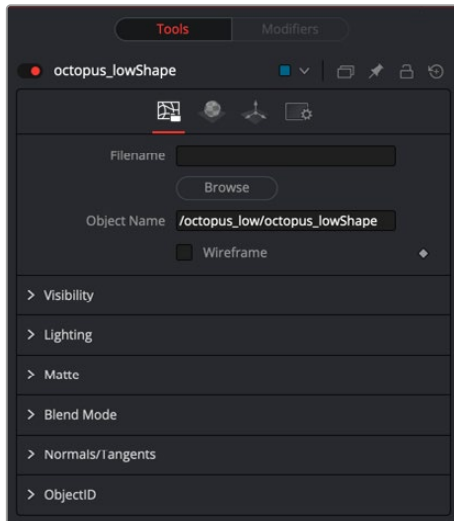 Tools Modifiers
octopus_lowShape
Filename
Browse
Object Name /octopus_low/octopus_lowShape
Wireframe
> Visibility
> Lighting
> Matte
> Blend Mode
> Normals/Tangents
> ObjectID